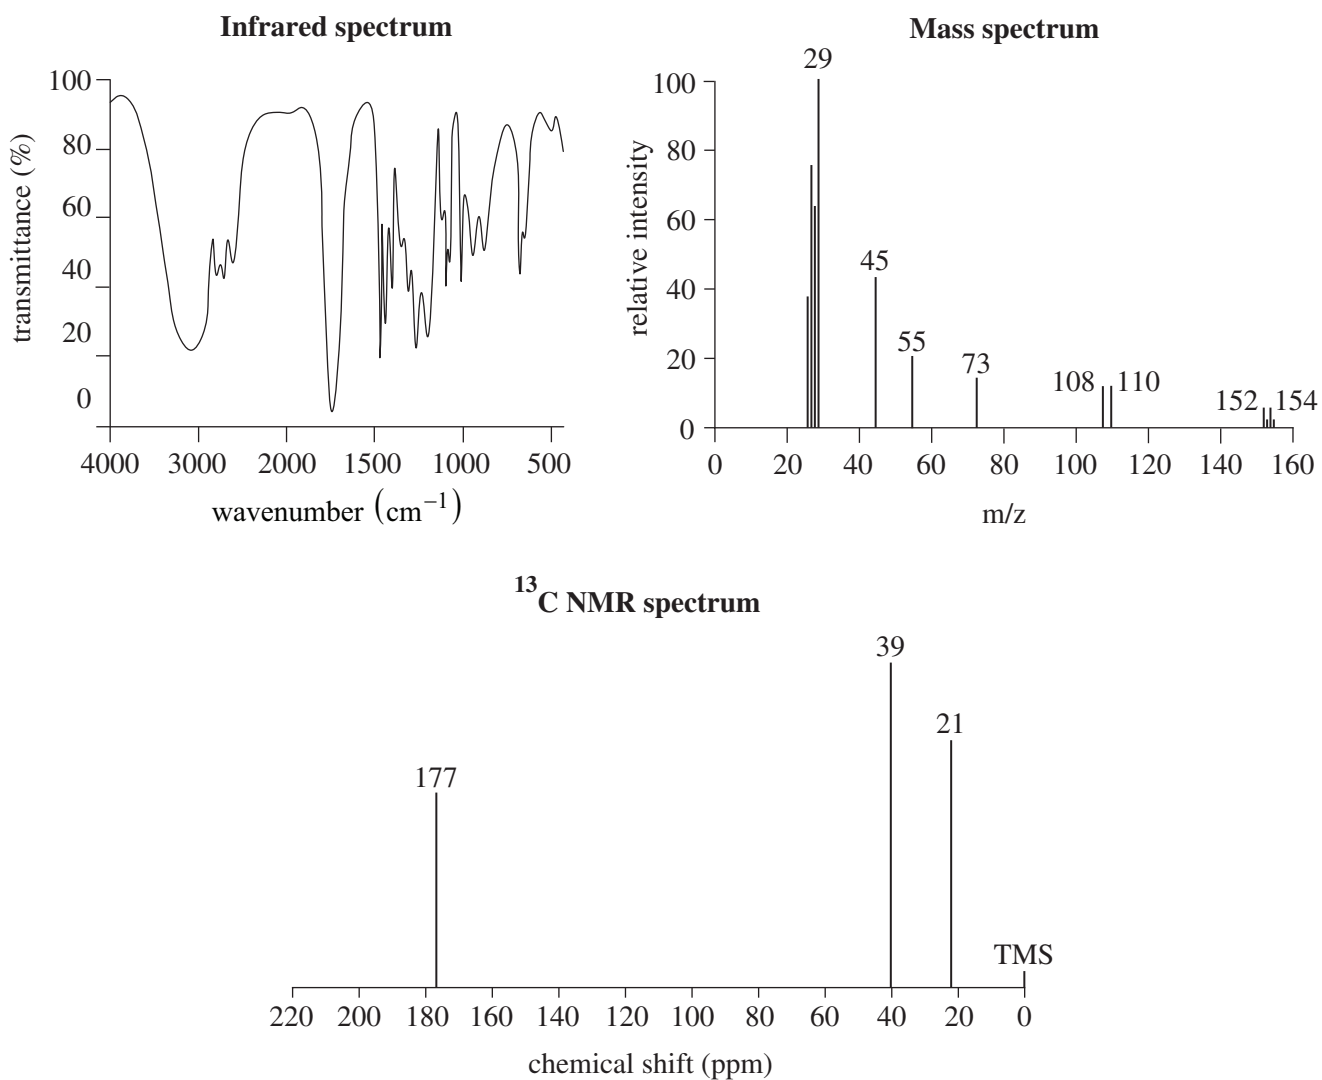 Infrared spectrum
100
80
60
40
20
0
transmittance (%)
4000 3000 2000 1500 1000 500
wavenumber (cm⁻¹)
Mass spectrum
100
80
60
40
20
0
relative intensity
29
45
55
73
108 110
152 154
0 20 40 60 80 100 120 140 160
m/z
¹³C NMR spectrum
177
39
21
TMS
220 200 180 160 140 120 100 80 60 40 20 0
chemical shift (ppm)